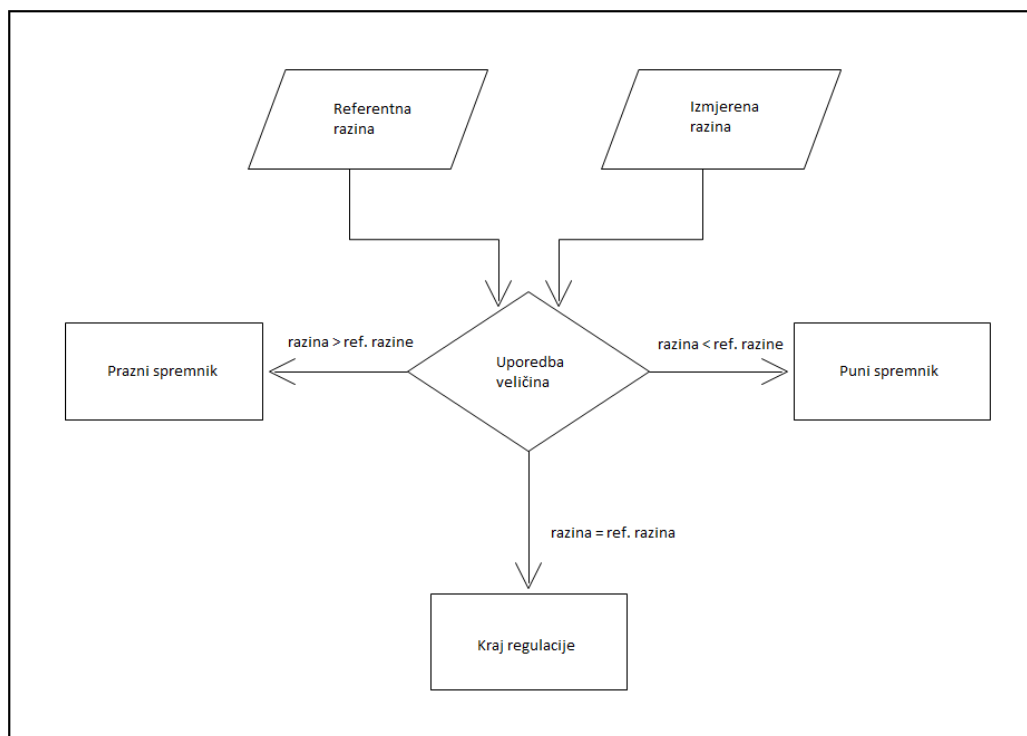 Referentna
razina
Izmjerena
razina
razina > ref. razine
Uporedba
veličina
razina < ref. razine
Prazni spremnik
Puni spremnik
razina = ref. razina
Kraj regulacije